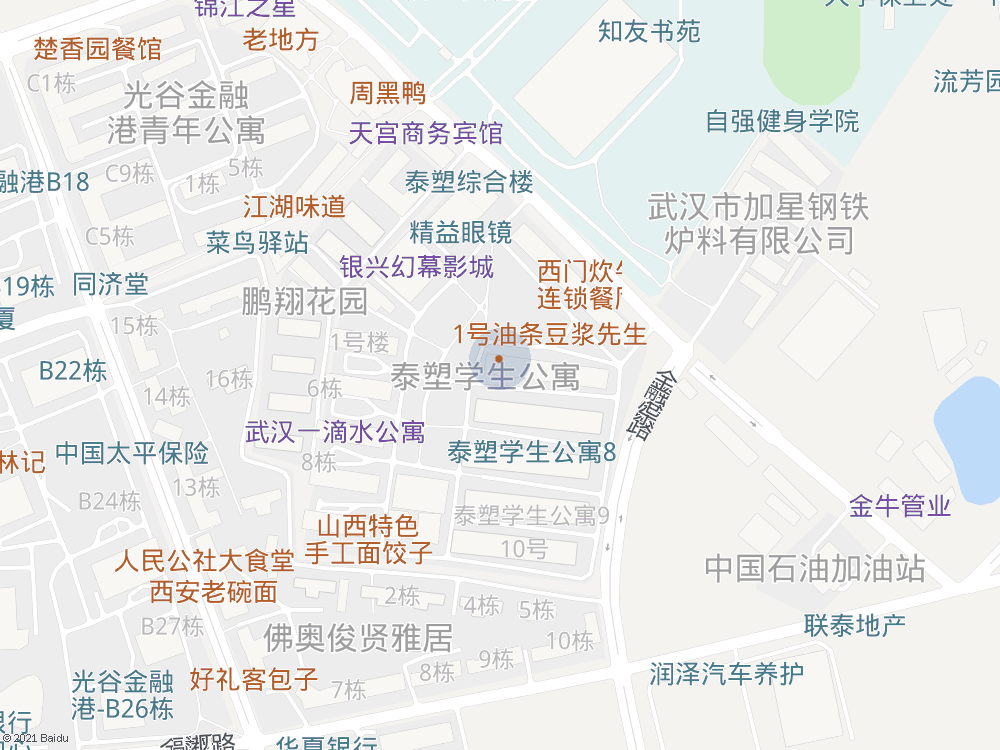 锦江之星
知友书苑
老地方
楚香园餐馆
C1栋
周黑鸭
流芳园
光谷金融
港青年公寓
自强健身学院
天宫商务宾馆
5栋
C9栋
1栋
融港B18
泰塑综合楼
江湖味道
武汉市加星钢铁
炉料有限公司
C5栋
菜鸟驿站
精益眼镜
银兴幻幕影城
西门炊
连锁餐厅
319栋
同济堂
鹏翔花园
厦
15栋
1号楼
1号油条豆浆先生
B22栋
16栋
6栋
泰塑学生公寓
14栋
金融港路
武汉一滴水公寓
中国太平保险
林记
8栋
泰塑学生公寓8
13栋
B24栋
金牛管业
山西特色
手工面饺子
泰塑学生公寓9
10号
人民公社大食堂
西安老碗面
中国石油加油站
2栋
4栋
5栋
B27栋
佛奥俊贤雅居
10栋
联泰地产
9栋
8栋
好礼客包子
7栋
润泽汽车养护
光谷金融
港-B26栋
银行
华夏银行
© 2021 Baidu